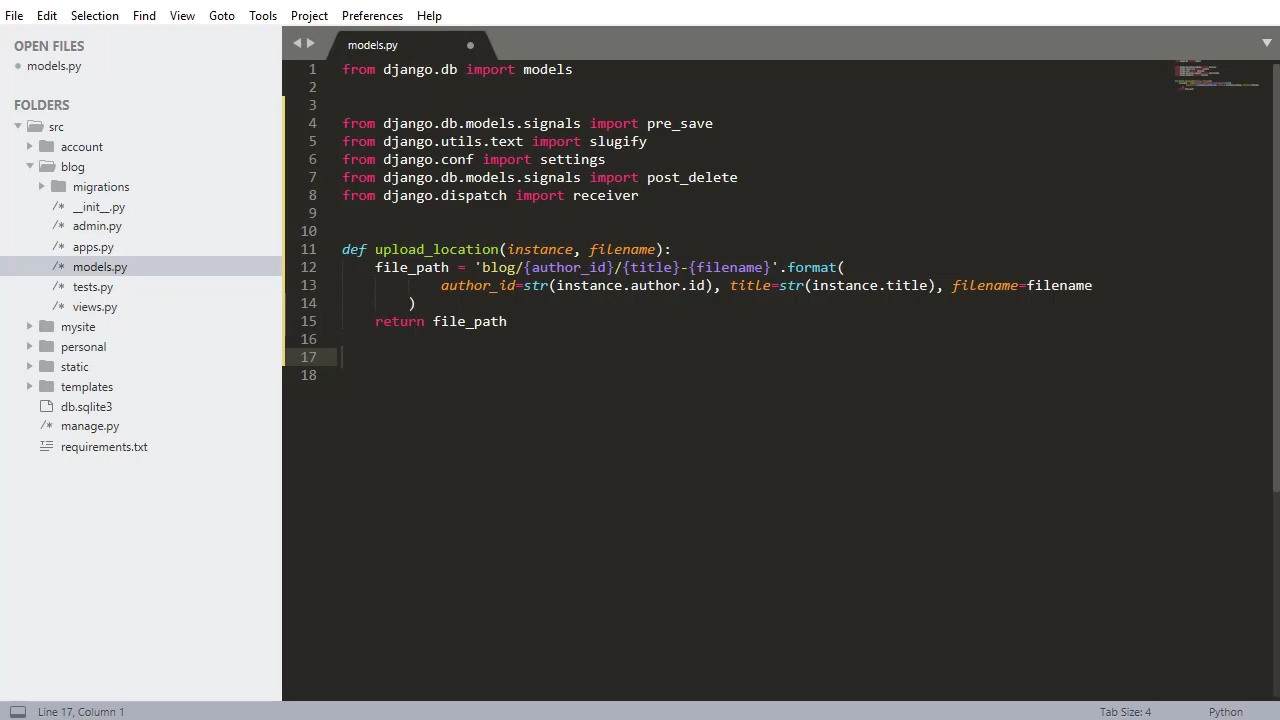 File Edit Selection Find View Goto Tools Project Preferences Help
OPEN FILES
models.py
FOLDERS
src
account
blog
migrations
__init__.py
admin.py
apps.py
models.py
tests.py
views.py
mysite
personal
static
templates
db.sqlite3
manage.py
requirements.txt
models.py
1 from django.db import models
2
3
4 from django.db.models.signals import pre_save
5 from django.utils.text import slugify
6 from django.conf import settings
7 from django.db.models.signals import post_delete
8 from django.dispatch import receiver
9
10
11 def upload_location(instance, filename):
12     file_path = 'blog/{author_id}/{title}-{filename}'.format(
13             author_id=str(instance.author.id), title=str(instance.title), filename=filename
14         )
15     return file_path
16
17
18
Line 17, Column 1 Tab Size: 4 Python